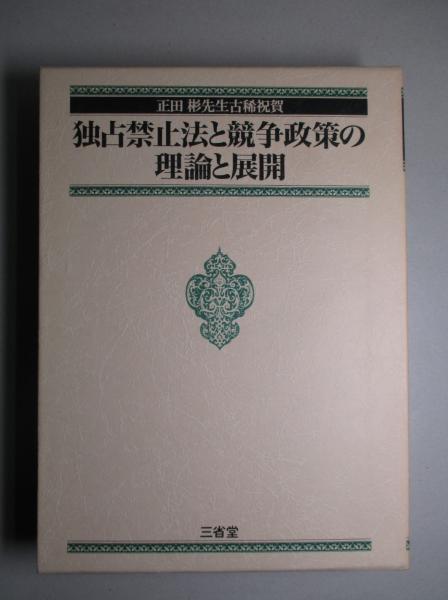 正田 彬先生古稀祝賀
独占禁止法と競争政策の
理論と展開
三省堂